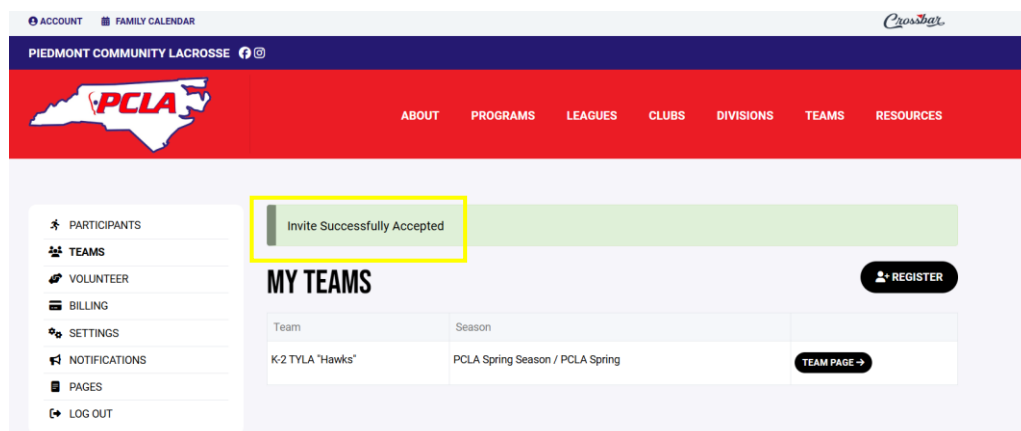 ACCOUNT FAMILY CALENDAR
Crossbar
PIEDMONT COMMUNITY LACROSSE
PCLA
ABOUT PROGRAMS LEAGUES CLUBS DIVISIONS TEAMS RESOURCES
PARTICIPANTS
TEAMS
VOLUNTEER
BILLING
SETTINGS
NOTIFICATIONS
PAGES
LOG OUT
Invite Successfully Accepted
MY TEAMS
REGISTER
Team Season
K-2 TYLA "Hawks" PCLA Spring Season / PCLA Spring TEAM PAGE →